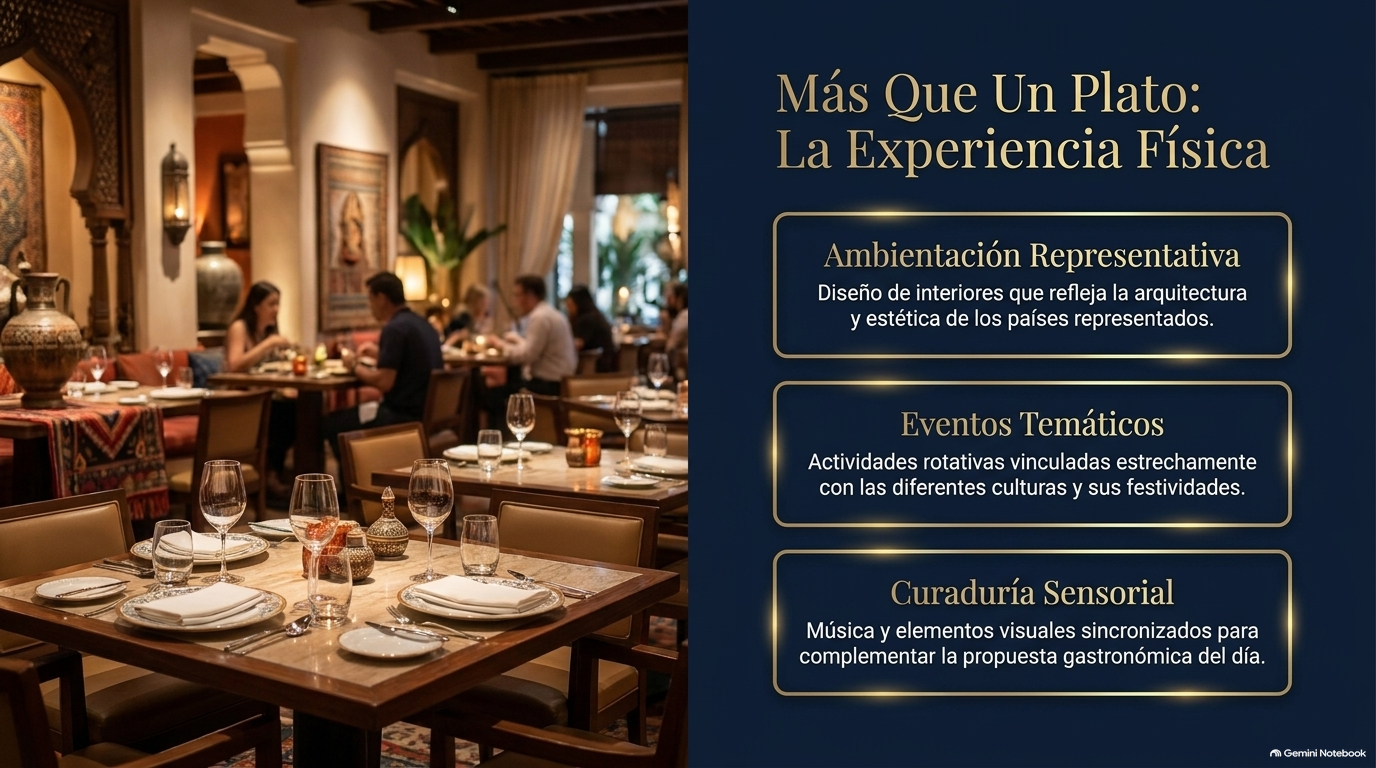 Más Que Un Plato:
La Experiencia Física
Ambientación Representativa
Diseño de interiores que refleja la arquitectura
y estética de los países representados.
Eventos Temáticos
Actividades rotativas vinculadas estrechamente
con las diferentes culturas y sus festividades.
Curaduría Sensorial
Música y elementos visuales sincronizados para
complementar la propuesta gastronómica del día.
Gemini Notebook